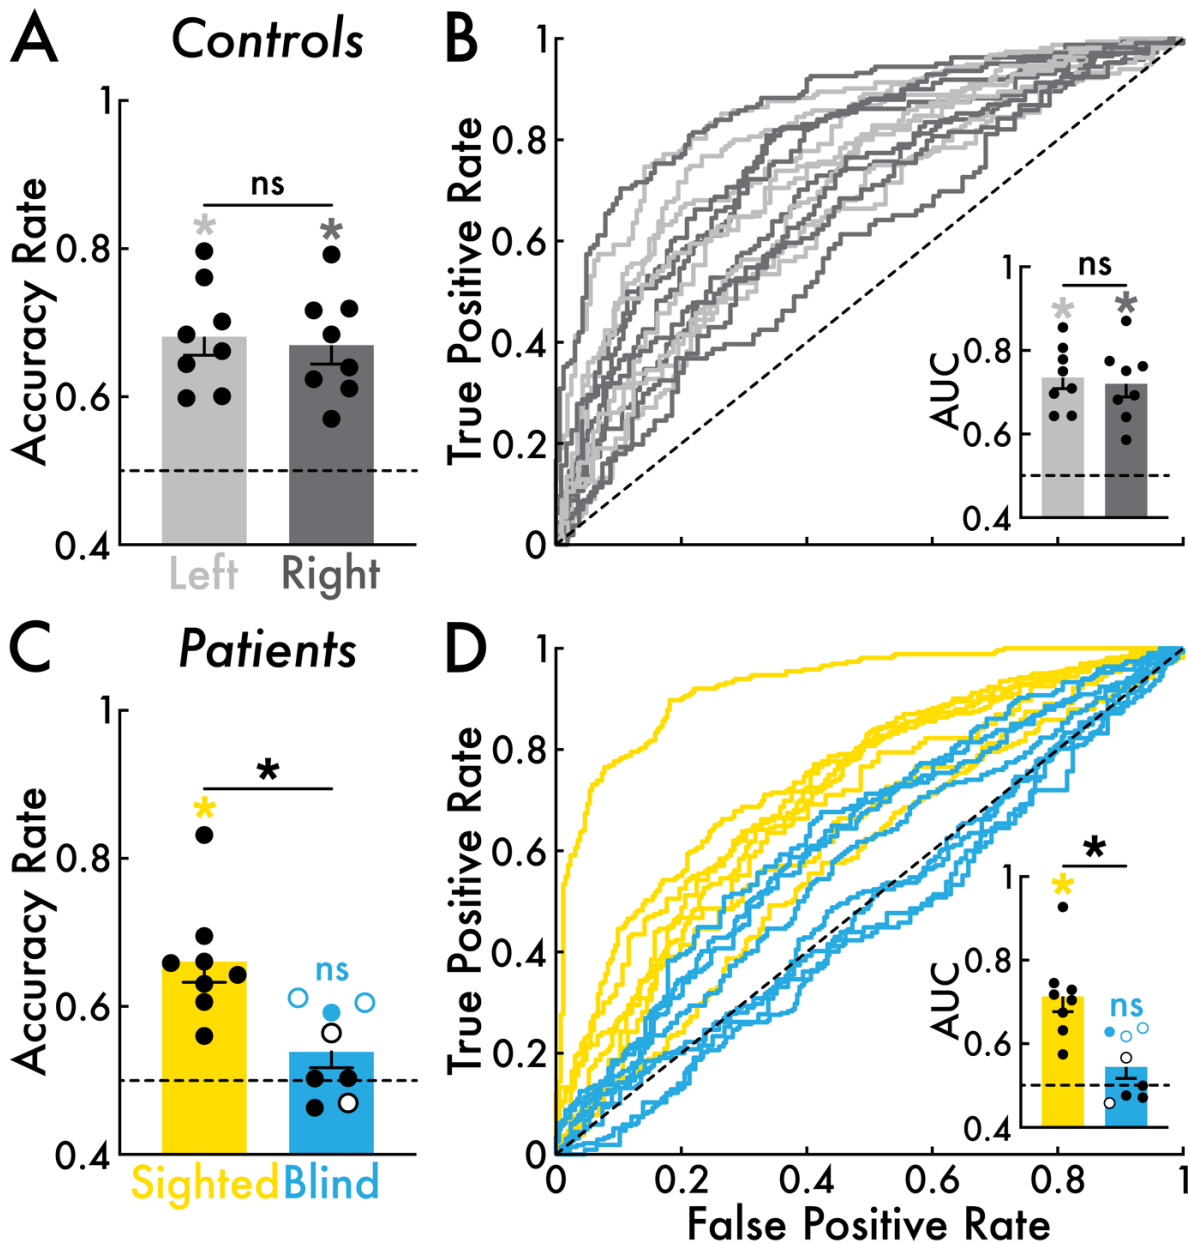 A
Controls
Accuracy Rate
1
0.8
0.6
0.4
ns
*
*
Left
Right
B
True Positive Rate
1
0.8
0.6
0.4
0.2
0
1
0.8
0.6
0.4
AUC
ns
*
*
C
Patients
Accuracy Rate
1
0.8
0.6
0.4
*
*
ns
Sighted
Blind
D
True Positive Rate
1
0.8
0.6
0.4
0.2
0
1
0.8
0.6
0.4
AUC
*
*
ns
0
0.2
0.4
0.6
0.8
1
False Positive Rate